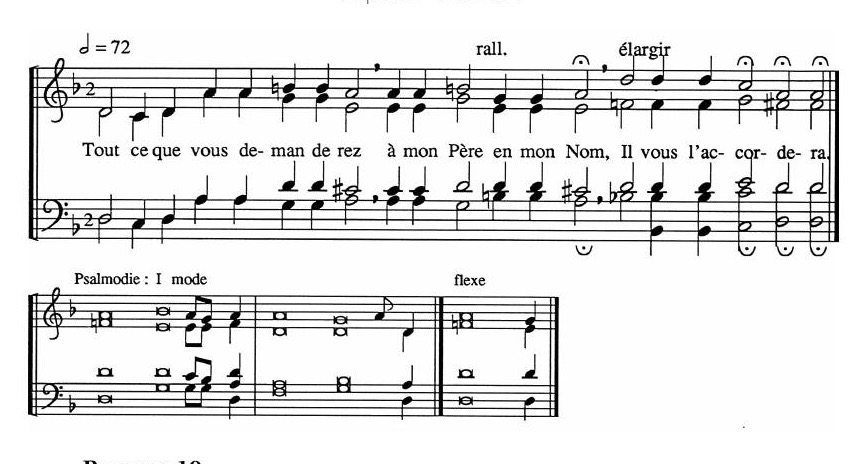 = 72 rall. élargir
Tout ce que vous de- man de rez à mon Père en mon Nom, Il vous l'ac- cor- de- ra.
Psalmodie : I mode flexe